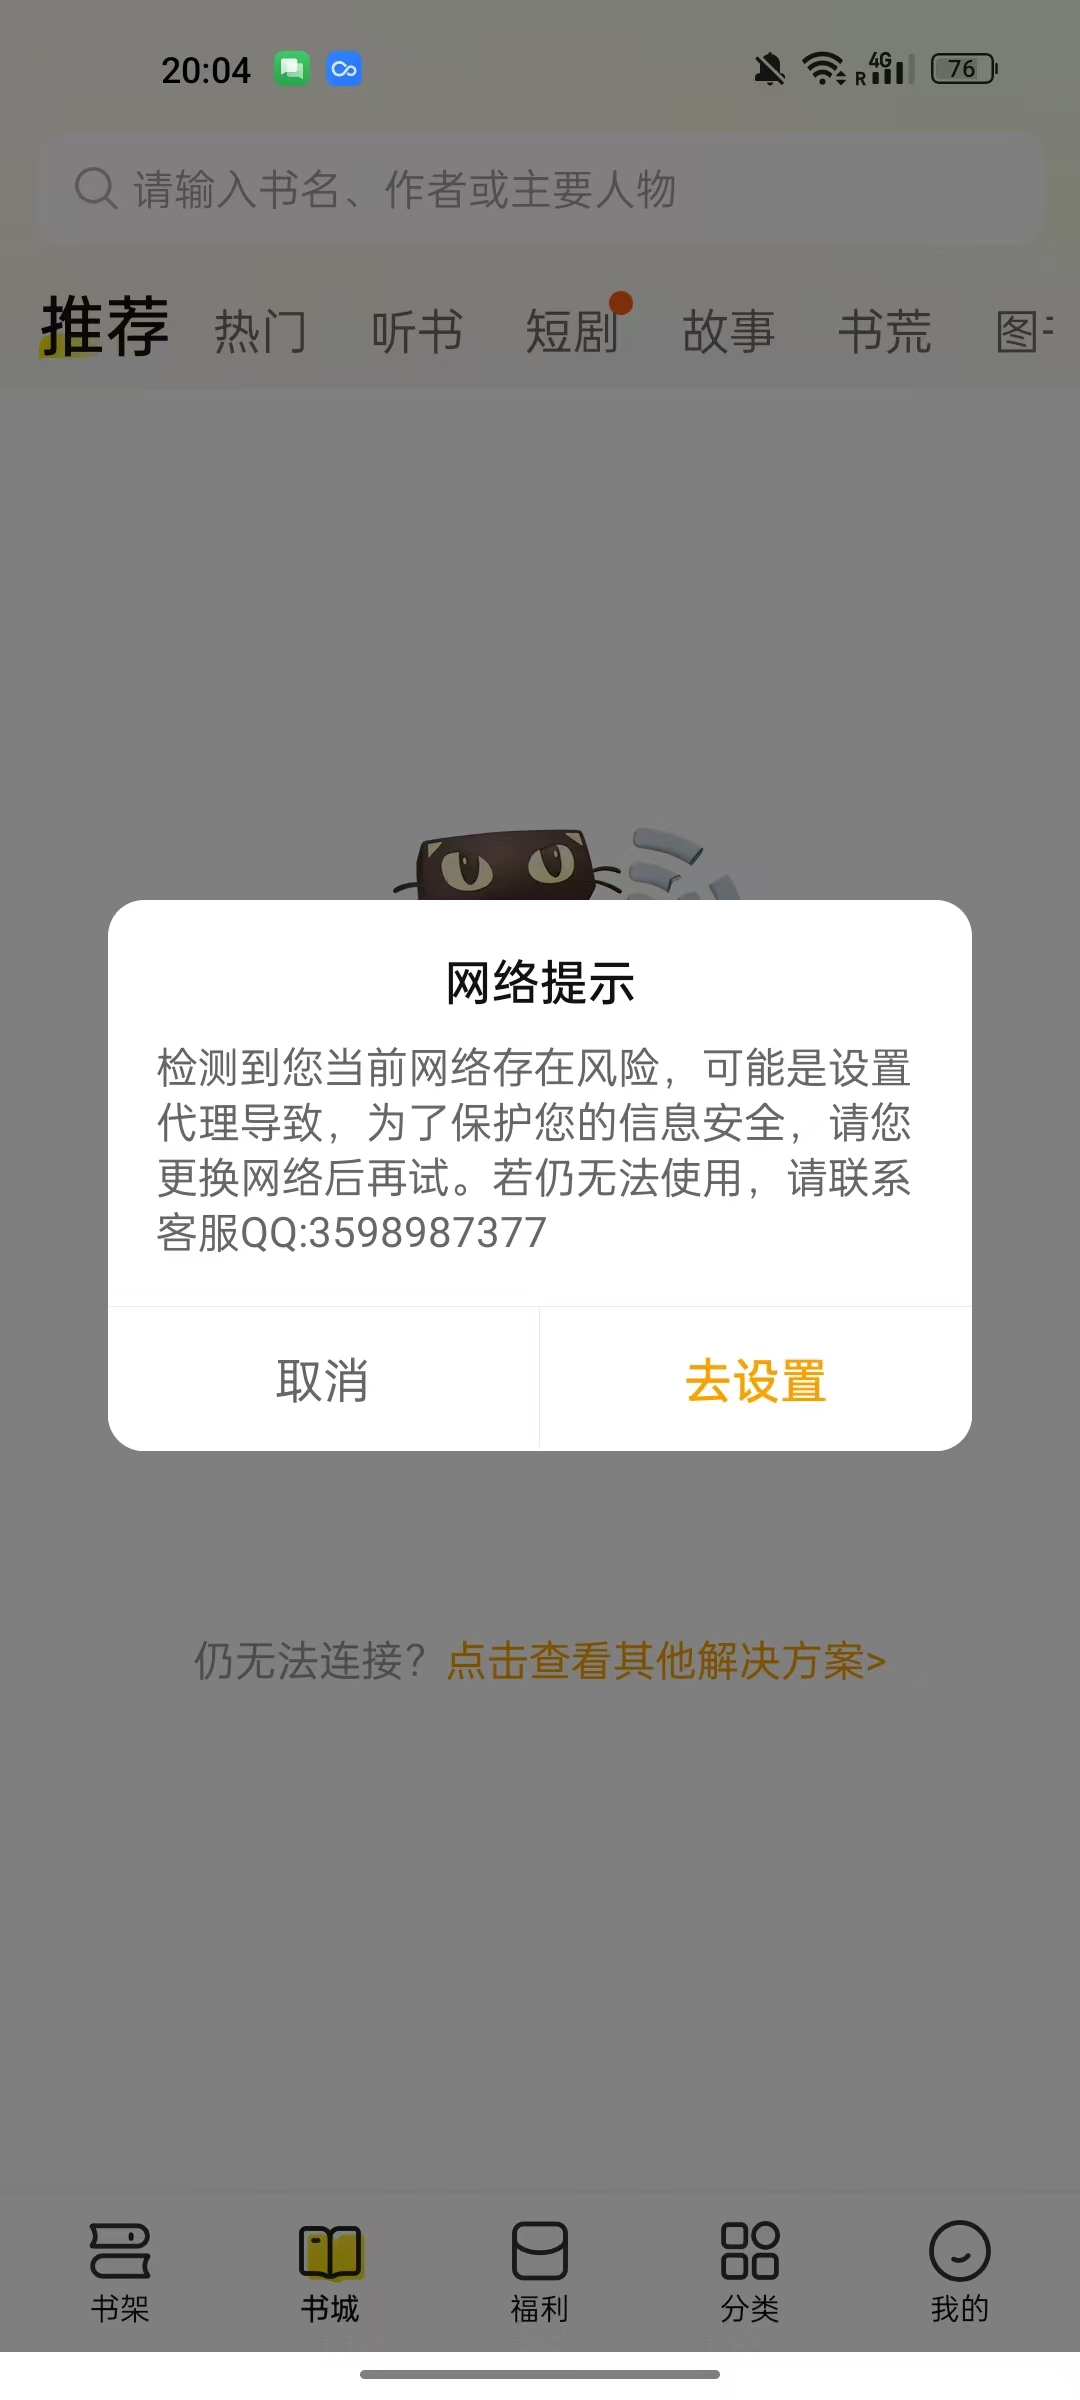 20:04
4G
R
76
请输入书名、作者或主要人物
推荐 热门 听书 短剧 故事 书荒 图
网络提示
检测到您当前网络存在风险，可能是设置
代理导致，为了保护您的信息安全，请您
更换网络后再试。若仍无法使用，请联系
客服QQ:3598987377
取消 去设置
仍无法连接？点击查看其他解决方案>
书架 书城 福利 分类 我的